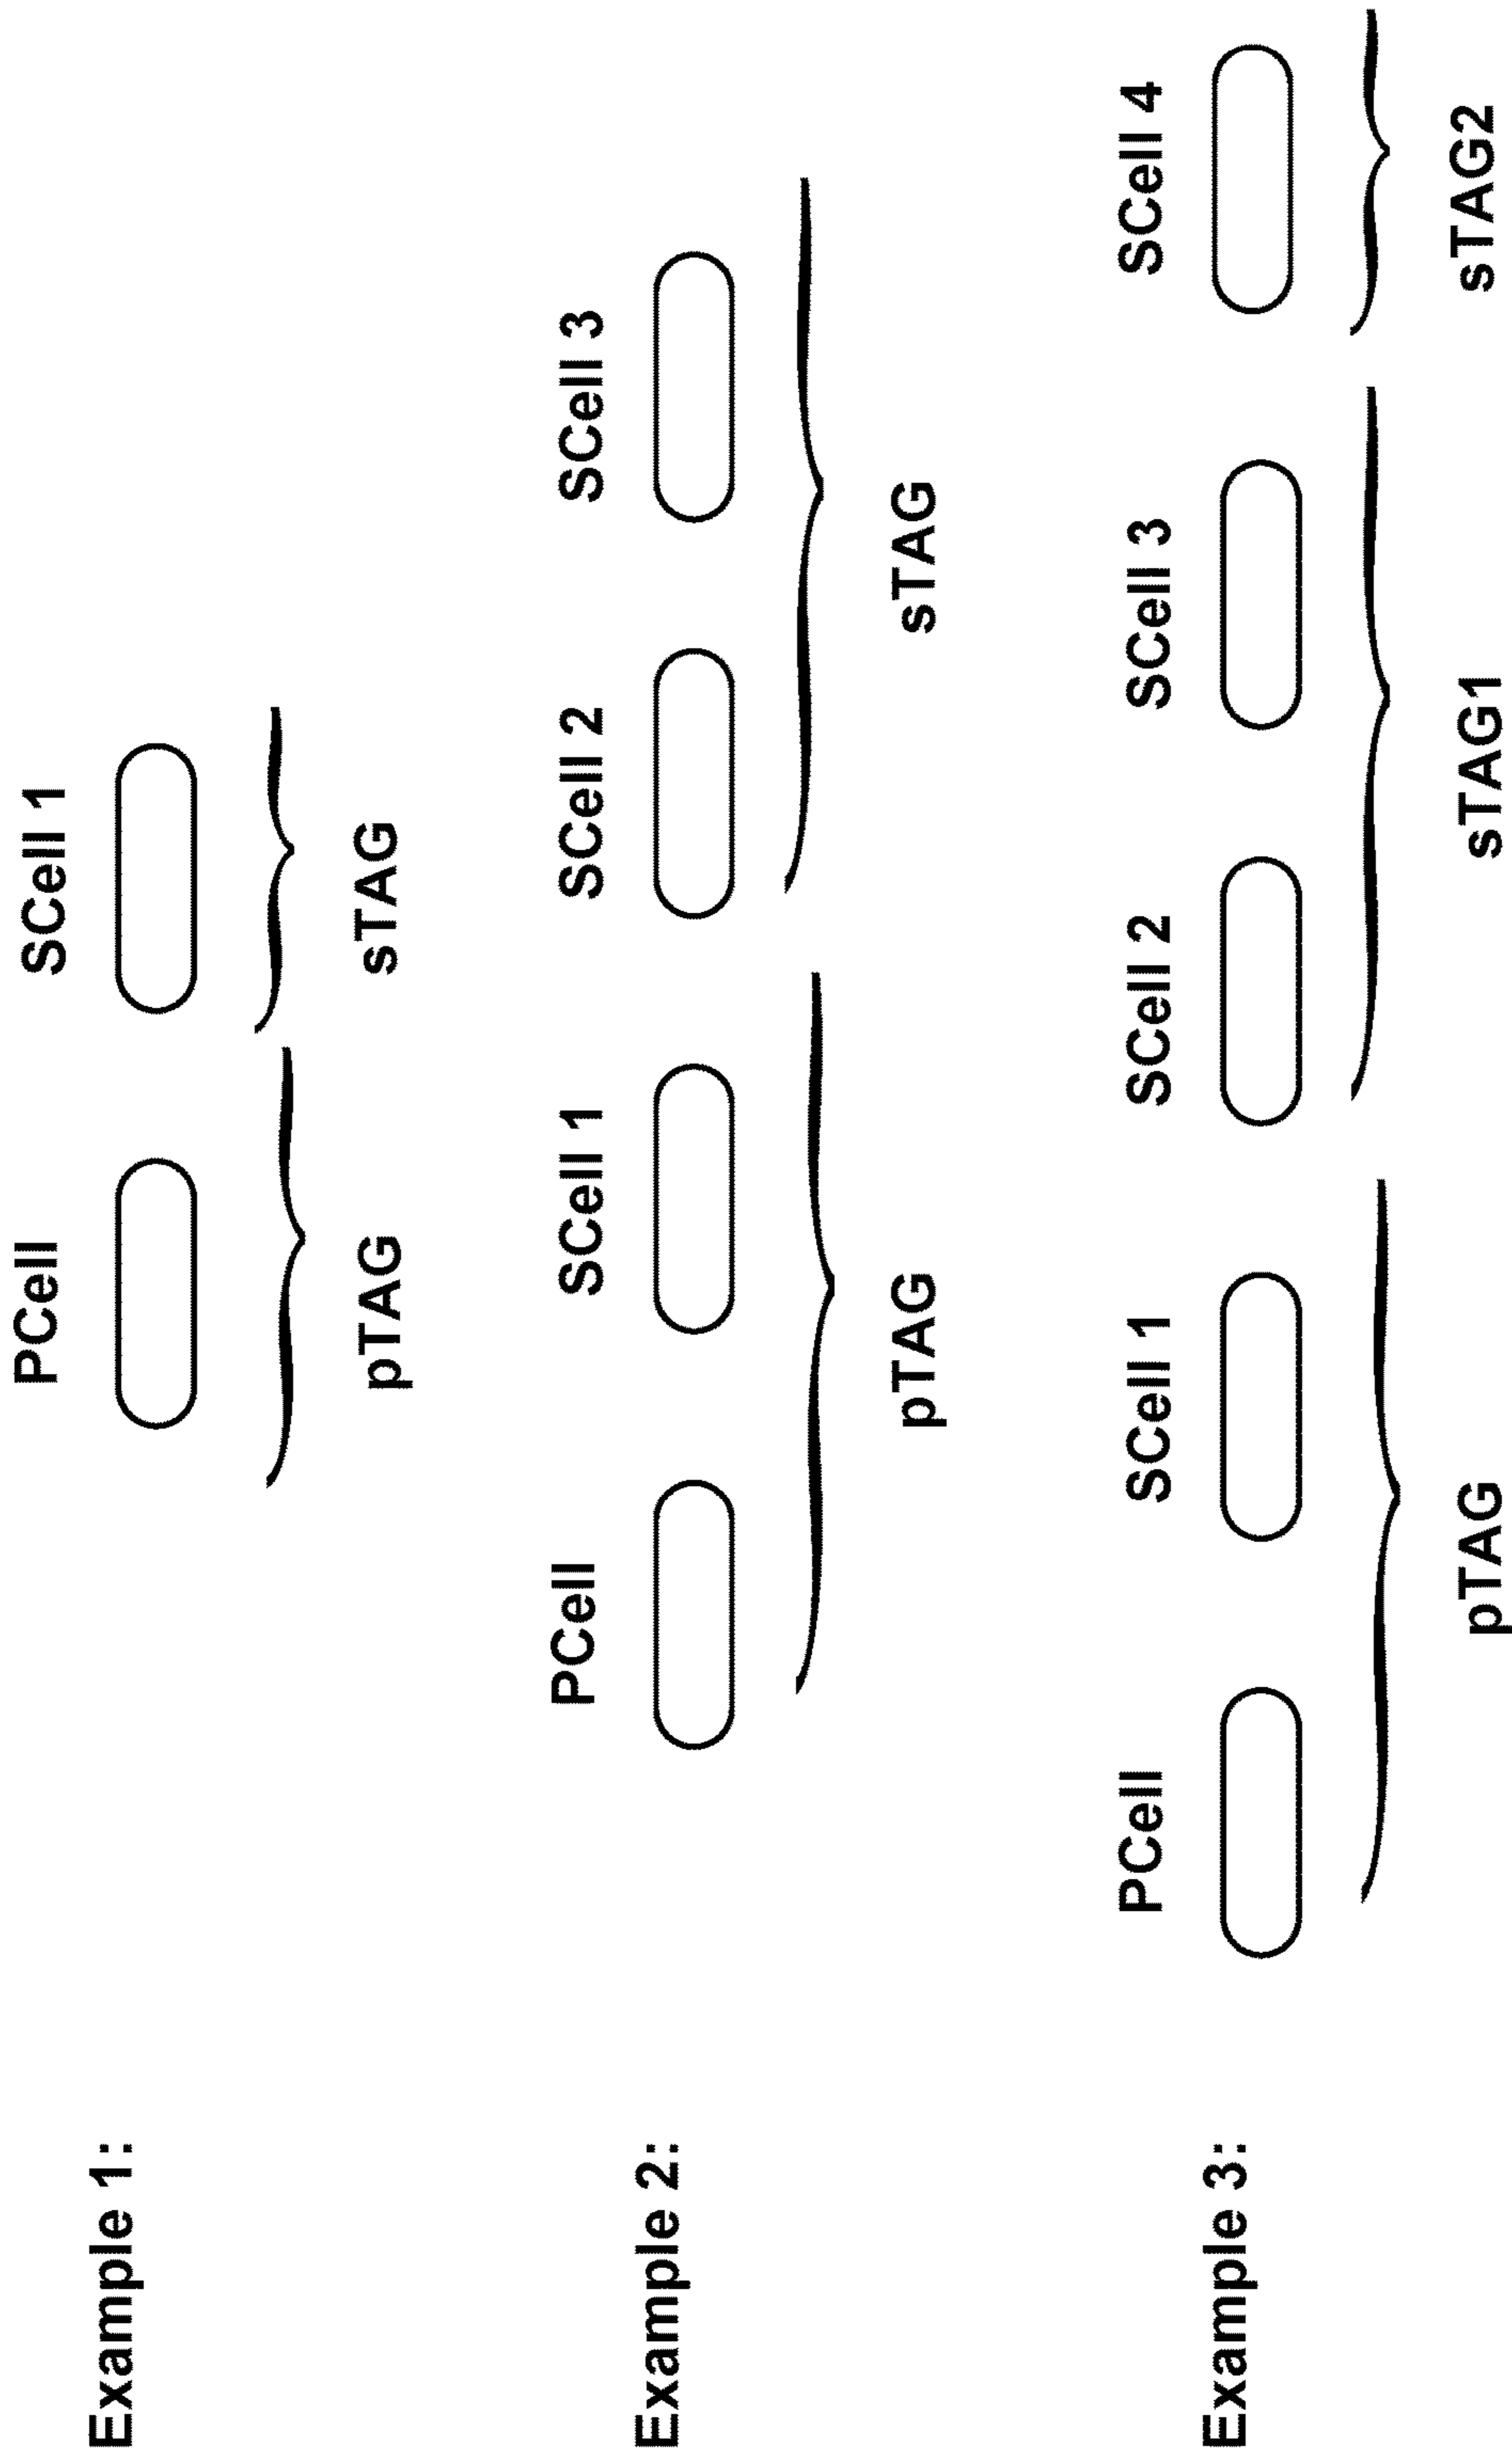 PCell SCell 1
Example 1:
pTAG sTAG
PCell SCell 1 SCell 2 SCell 3
Example 2:
pTAG sTAG
PCell SCell 1 SCell 2 SCell 3 SCell 4
Example 3:
pTAG sTAG1 sTAG2